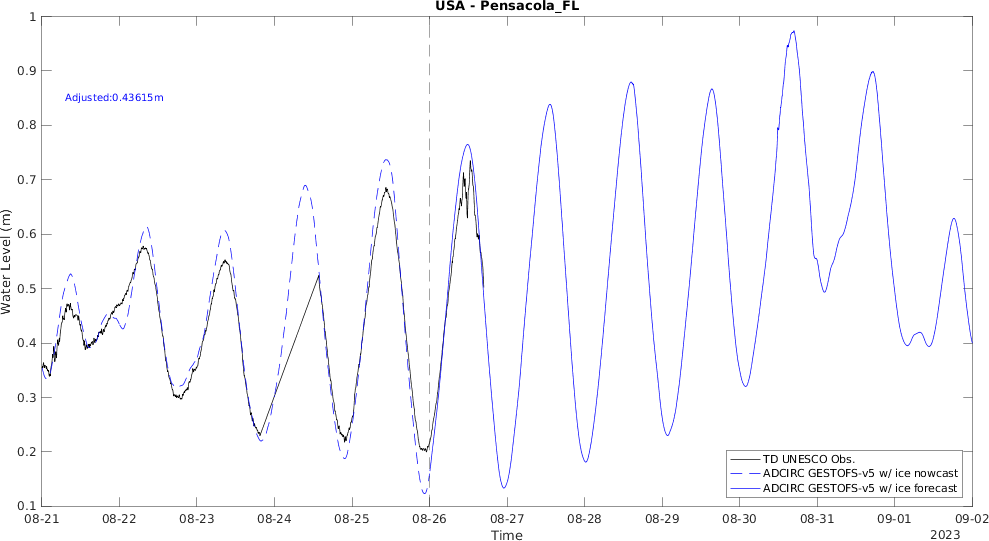 USA - Pensacola_FL
1
0.9
Adjusted:0.43615m
0.8
0.7
0.6
0.5
0.4
0.3
0.2
0.1
Water Level (m)
TD UNESCO Obs.
ADCIRC GESTOFS-v5 w/ ice nowcast
ADCIRC GESTOFS-v5 w/ ice forecast
08-21 08-22 08-23 08-24 08-25 08-26 08-27 08-28 08-29 08-30 08-31 09-01 09-02
Time
2023